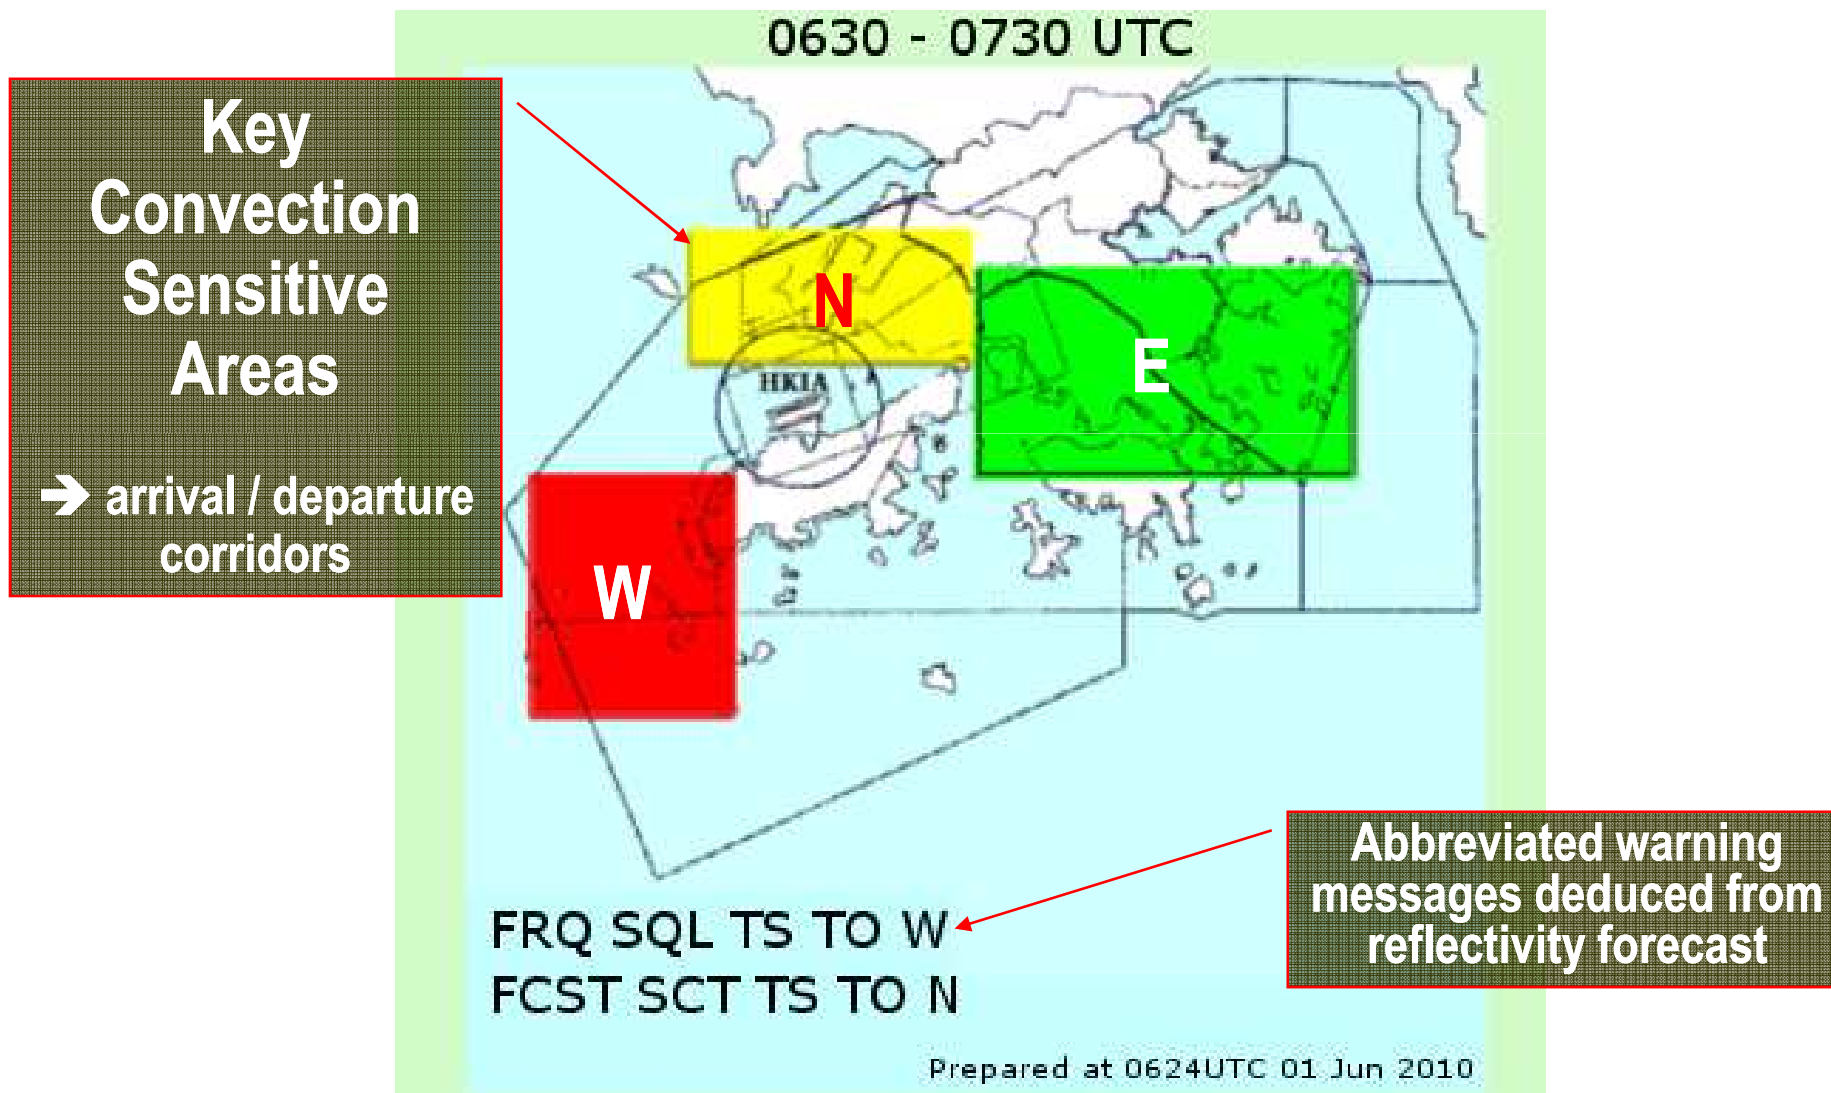 0630 - 0730 UTC
Key
Convection
Sensitive
Areas
➔ arrival / departure
corridors
N
E
HKIA
W
Abbreviated warning
messages deduced from
reflectivity forecast
FRQ SQL TS TO W
FCST SCT TS TO N
Prepared at 0624UTC 01 Jun 2010